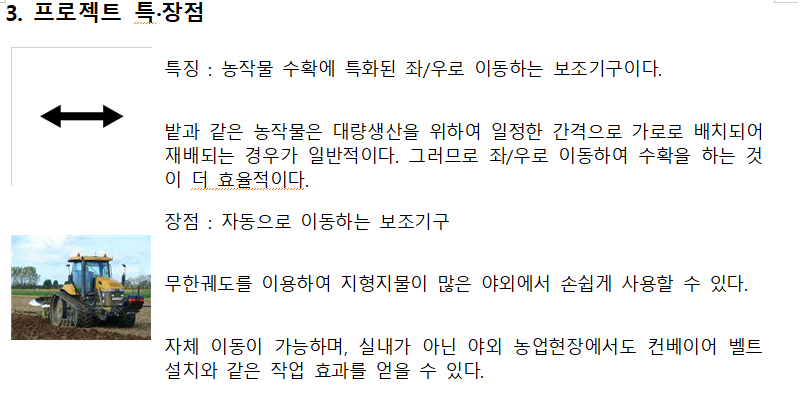 3. 프로젝트 특·장점
특징 : 농작물 수확에 특화된 좌/우로 이동하는 보조기구이다.
밭과 같은 농작물은 대량생산을 위하여 일정한 간격으로 가로로 배치되어
재배되는 경우가 일반적이다. 그러므로 좌/우로 이동하여 수확을 하는 것
이 더 효율적이다.
장점 : 자동으로 이동하는 보조기구
무한궤도를 이용하여 지형지물이 많은 야외에서 손쉽게 사용할 수 있다.
자체 이동이 가능하며, 실내가 아닌 야외 농업현장에서도 컨베이어 벨트
설치와 같은 작업 효과를 얻을 수 있다.